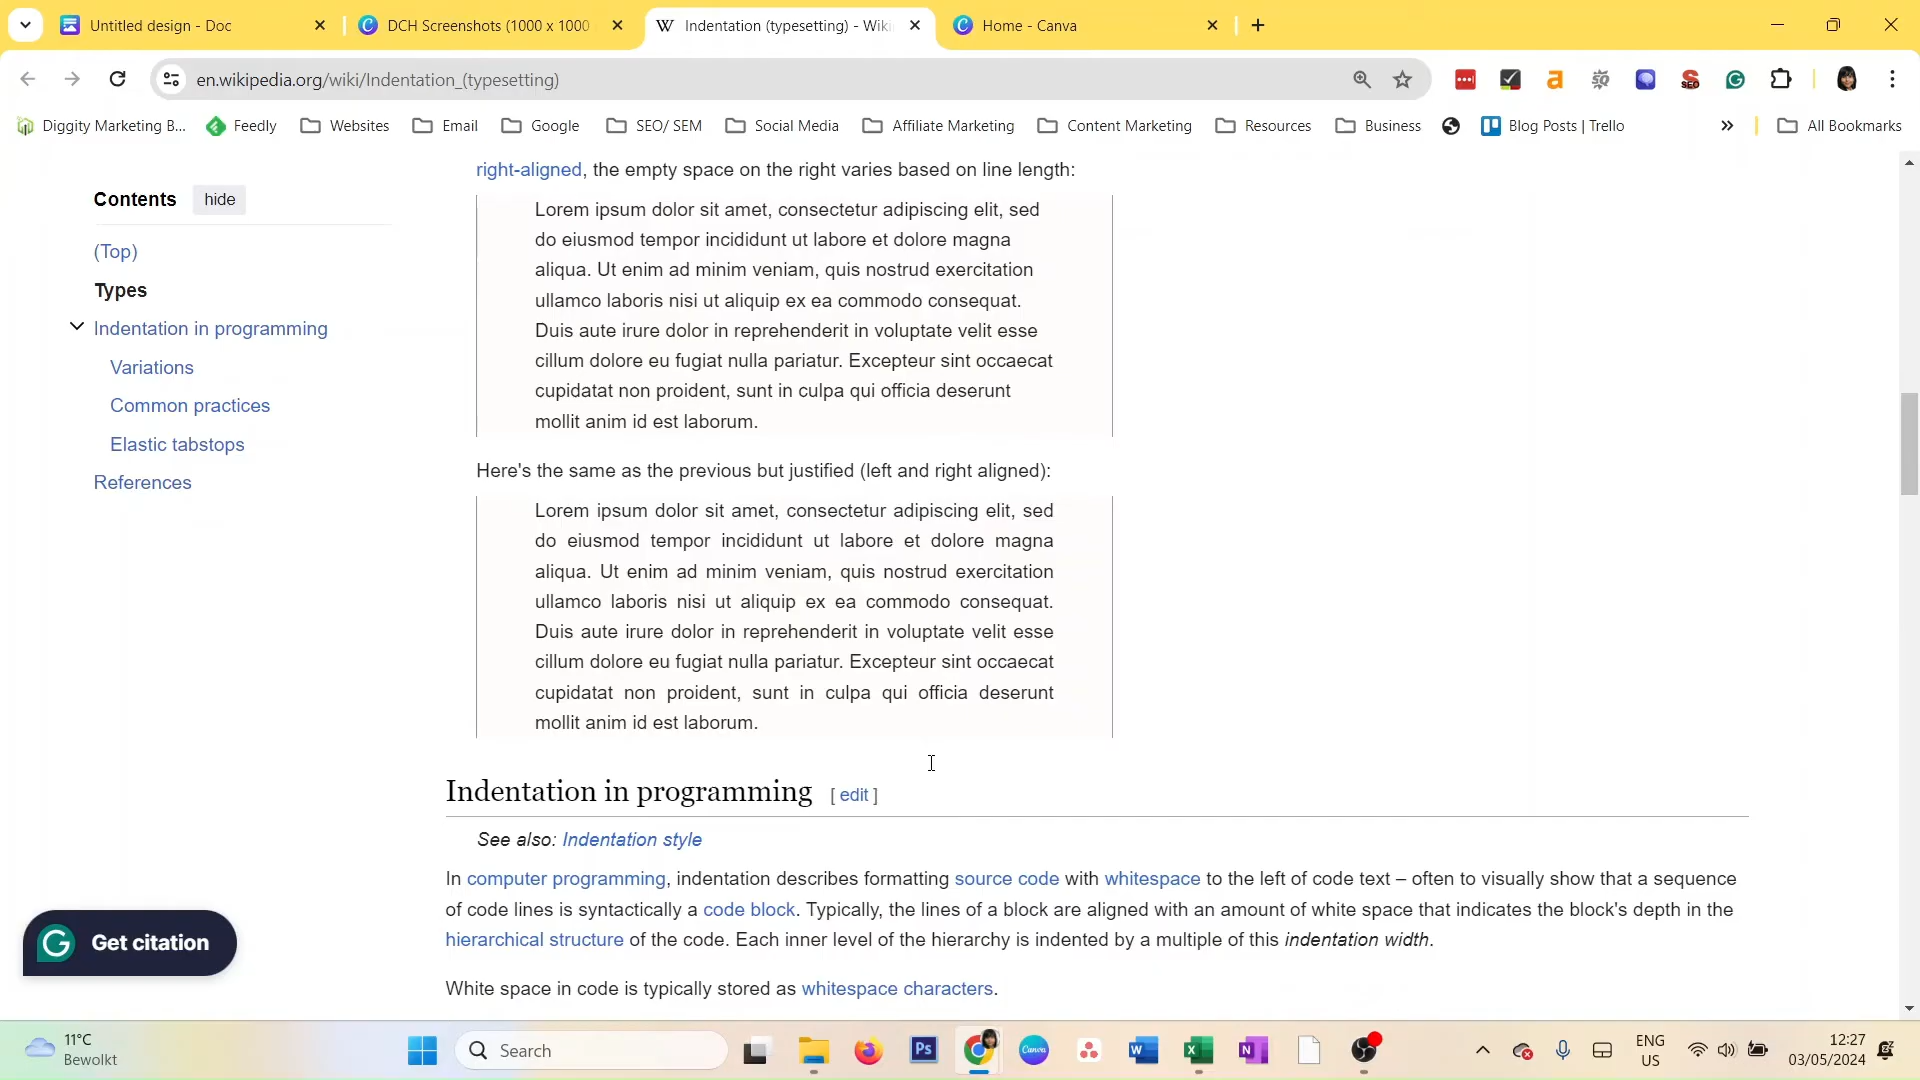 Untitled design - Doc
DCH Screenshots (1000 x 1000
Indentation (typesetting) - Wiki
Home - Canva
en.wikipedia.org/wiki/Indentation_(typesetting)
Diggity Marketing B...
Feedly
Websites
Email
Google
SEO/ SEM
Social Media
Affiliate Marketing
Content Marketing
Resources
Business
Blog Posts | Trello
All Bookmarks
Contents hide
(Top)
Types
Indentation in programming
Variations
Common practices
Elastic tabstops
References
right-aligned, the empty space on the right varies based on line length:
Lorem ipsum dolor sit amet, consectetur adipiscing elit, sed
do eiusmod tempor incididunt ut labore et dolore magna
aliqua. Ut enim ad minim veniam, quis nostrud exercitation
ullamco laboris nisi ut aliquip ex ea commodo consequat.
Duis aute irure dolor in reprehenderit in voluptate velit esse
cillum dolore eu fugiat nulla pariatur. Excepteur sint occaecat
cupidatat non proident, sunt in culpa qui officia deserunt
mollit anim id est laborum.
Here's the same as the previous but justified (left and right aligned):
Lorem ipsum dolor sit amet, consectetur adipiscing elit, sed
do eiusmod tempor incididunt ut labore et dolore magna
aliqua. Ut enim ad minim veniam, quis nostrud exercitation
ullamco laboris nisi ut aliquip ex ea commodo consequat.
Duis aute irure dolor in reprehenderit in voluptate velit esse
cillum dolore eu fugiat nulla pariatur. Excepteur sint occaecat
cupidatat non proident, sunt in culpa qui officia deserunt
mollit anim id est laborum.
Indentation in programming [ edit ]
See also: Indentation style
In computer programming, indentation describes formatting source code with whitespace to the left of code text – often to visually show that a sequence
of code lines is syntactically a code block. Typically, the lines of a block are aligned with an amount of white space that indicates the block's depth in the
hierarchical structure of the code. Each inner level of the hierarchy is indented by a multiple of this indentation width.
White space in code is typically stored as whitespace characters.
Get citation
11°C
Bewolkt
Search
ENG
US
12:27
03/05/2024